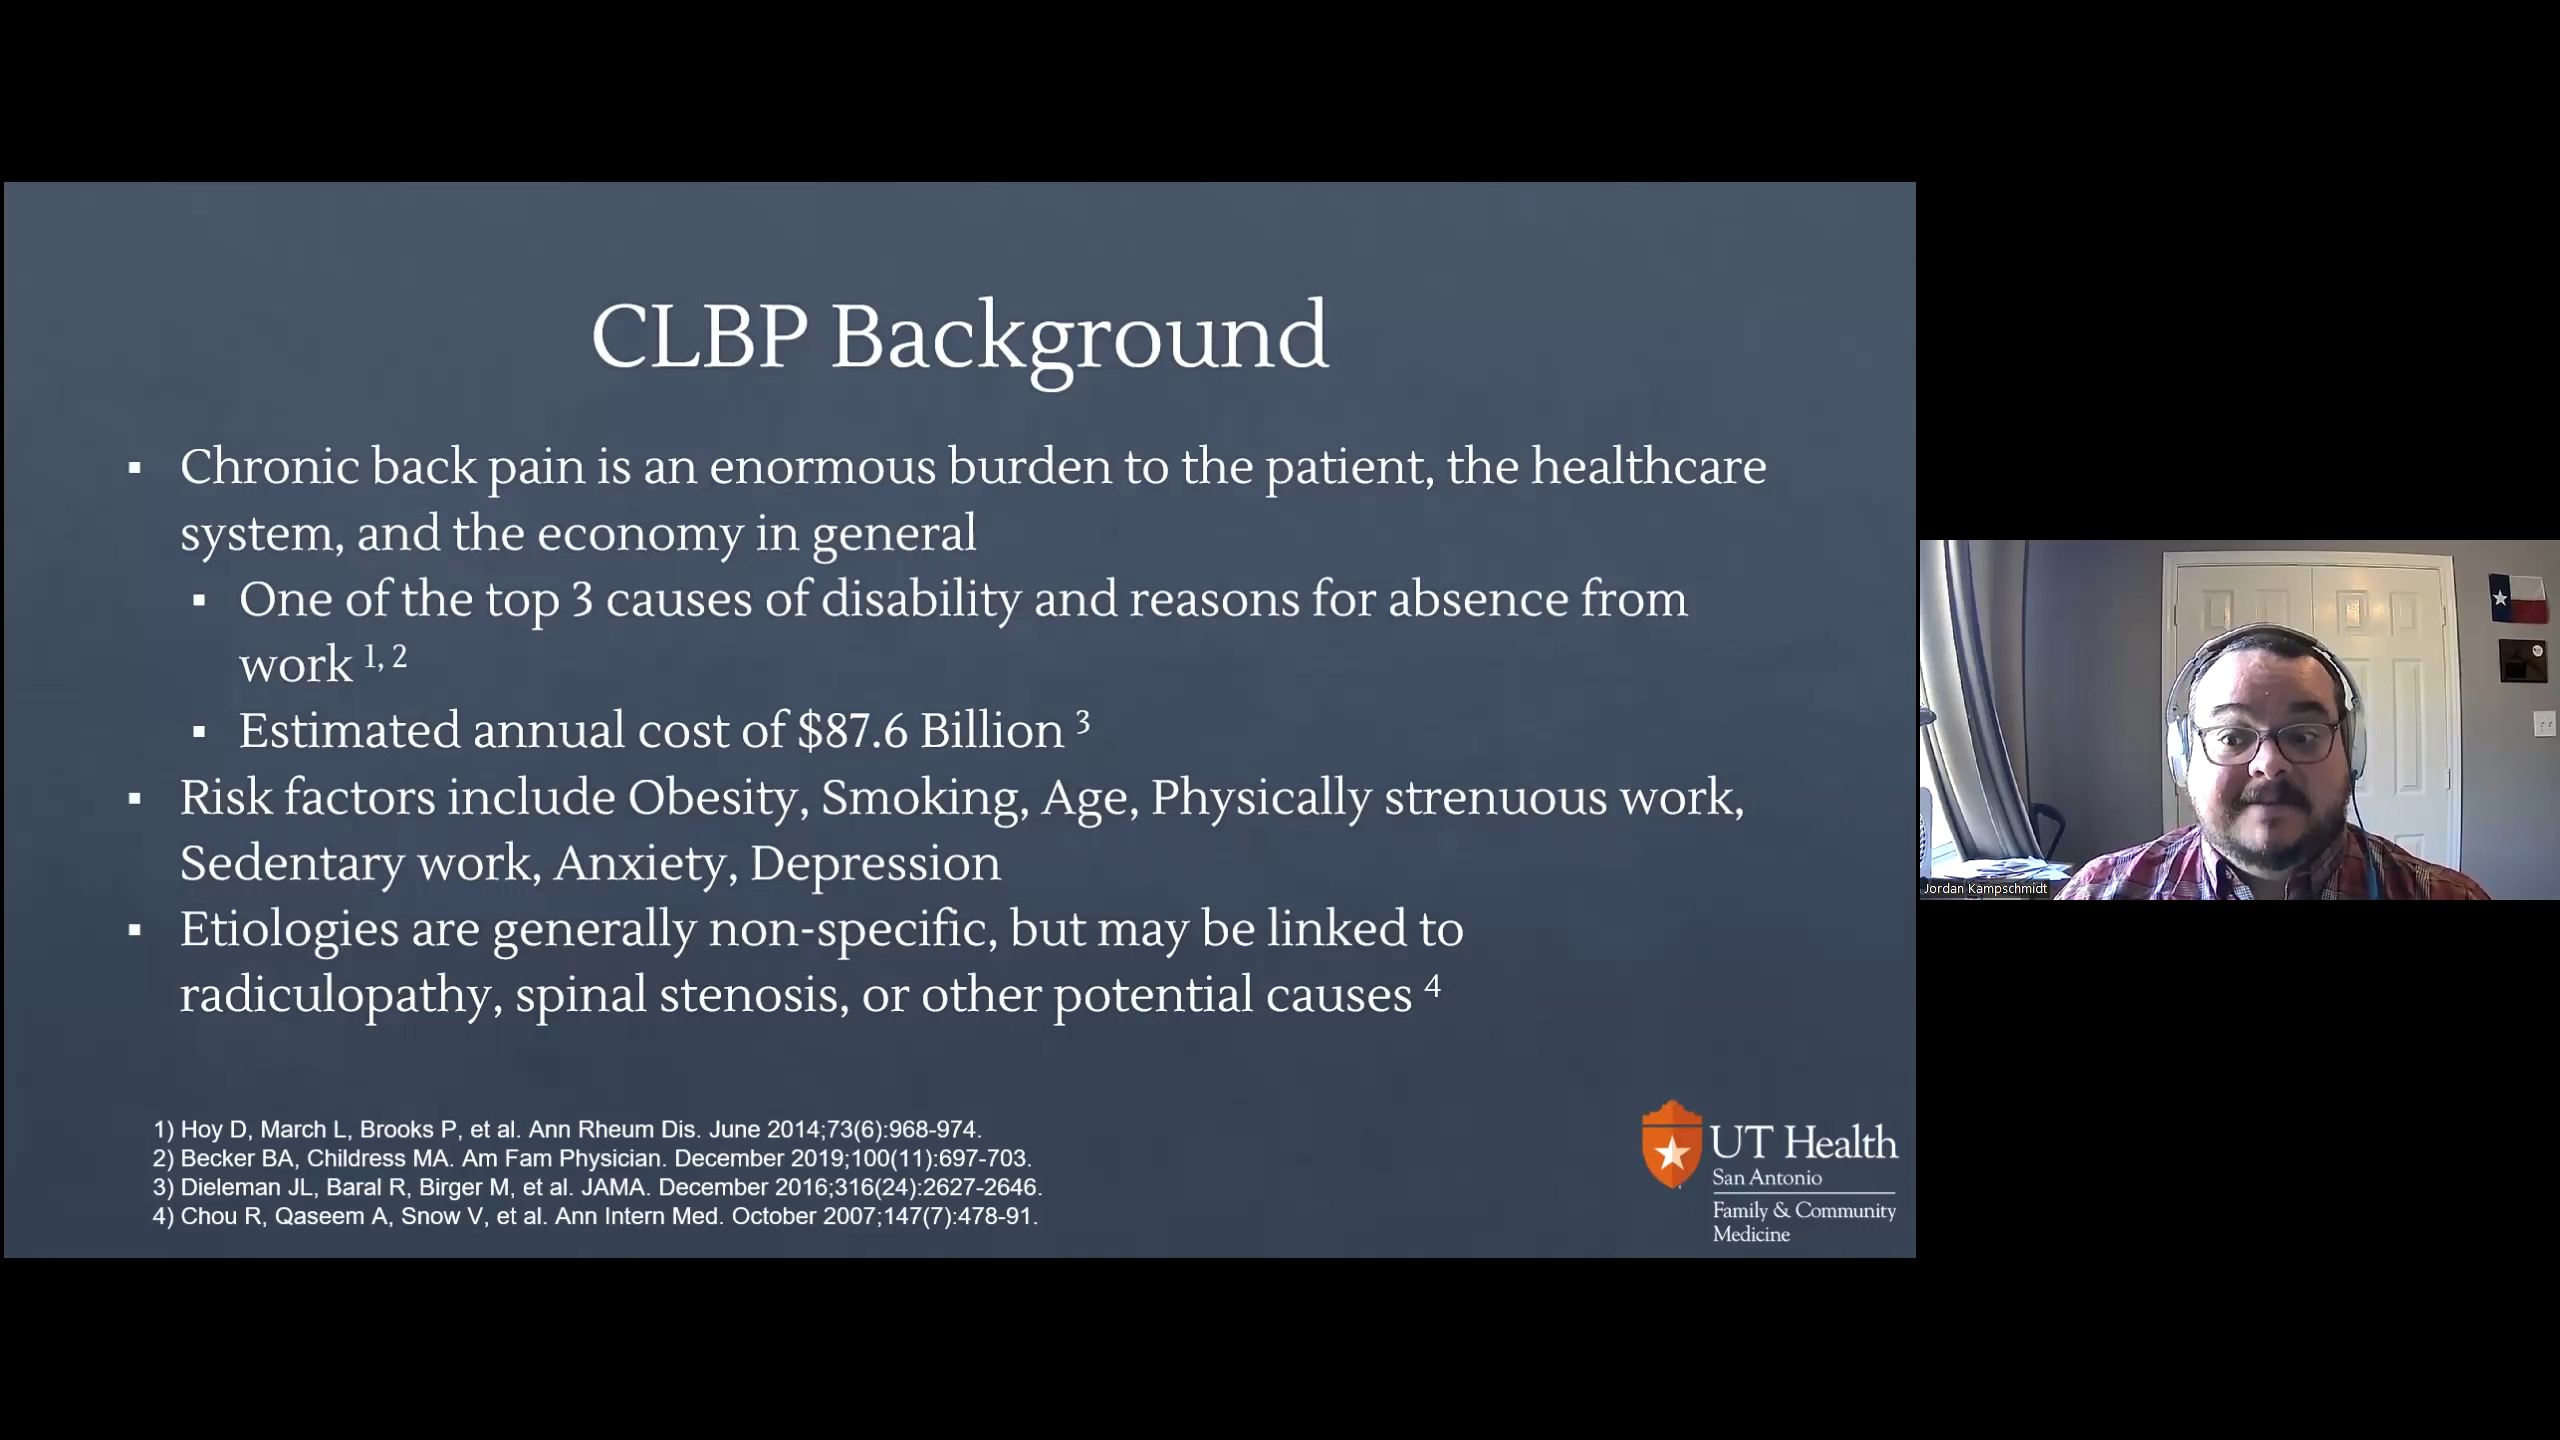 CLBP Background
▪ Chronic back pain is an enormous burden to the patient, the healthcare
system, and the economy in general
▪ One of the top 3 causes of disability and reasons for absence from
work 1, 2
▪ Estimated annual cost of $87.6 Billion 3
▪ Risk factors include Obesity, Smoking, Age, Physically strenuous work,
Sedentary work, Anxiety, Depression
▪ Etiologies are generally non-specific, but may be linked to
radiculopathy, spinal stenosis, or other potential causes 4
1) Hoy D, March L, Brooks P, et al. Ann Rheum Dis. June 2014;73(6):968-974.
2) Becker BA, Childress MA. Am Fam Physician. December 2019;100(11):697-703.
3) Dieleman JL, Baral R, Birger M, et al. JAMA. December 2016;316(24):2627-2646.
4) Chou R, Qaseem A, Snow V, et al. Ann Intern Med. October 2007;147(7):478-91.
UT Health
San Antonio
Family & Community
Medicine
Jordan Kampschmidt